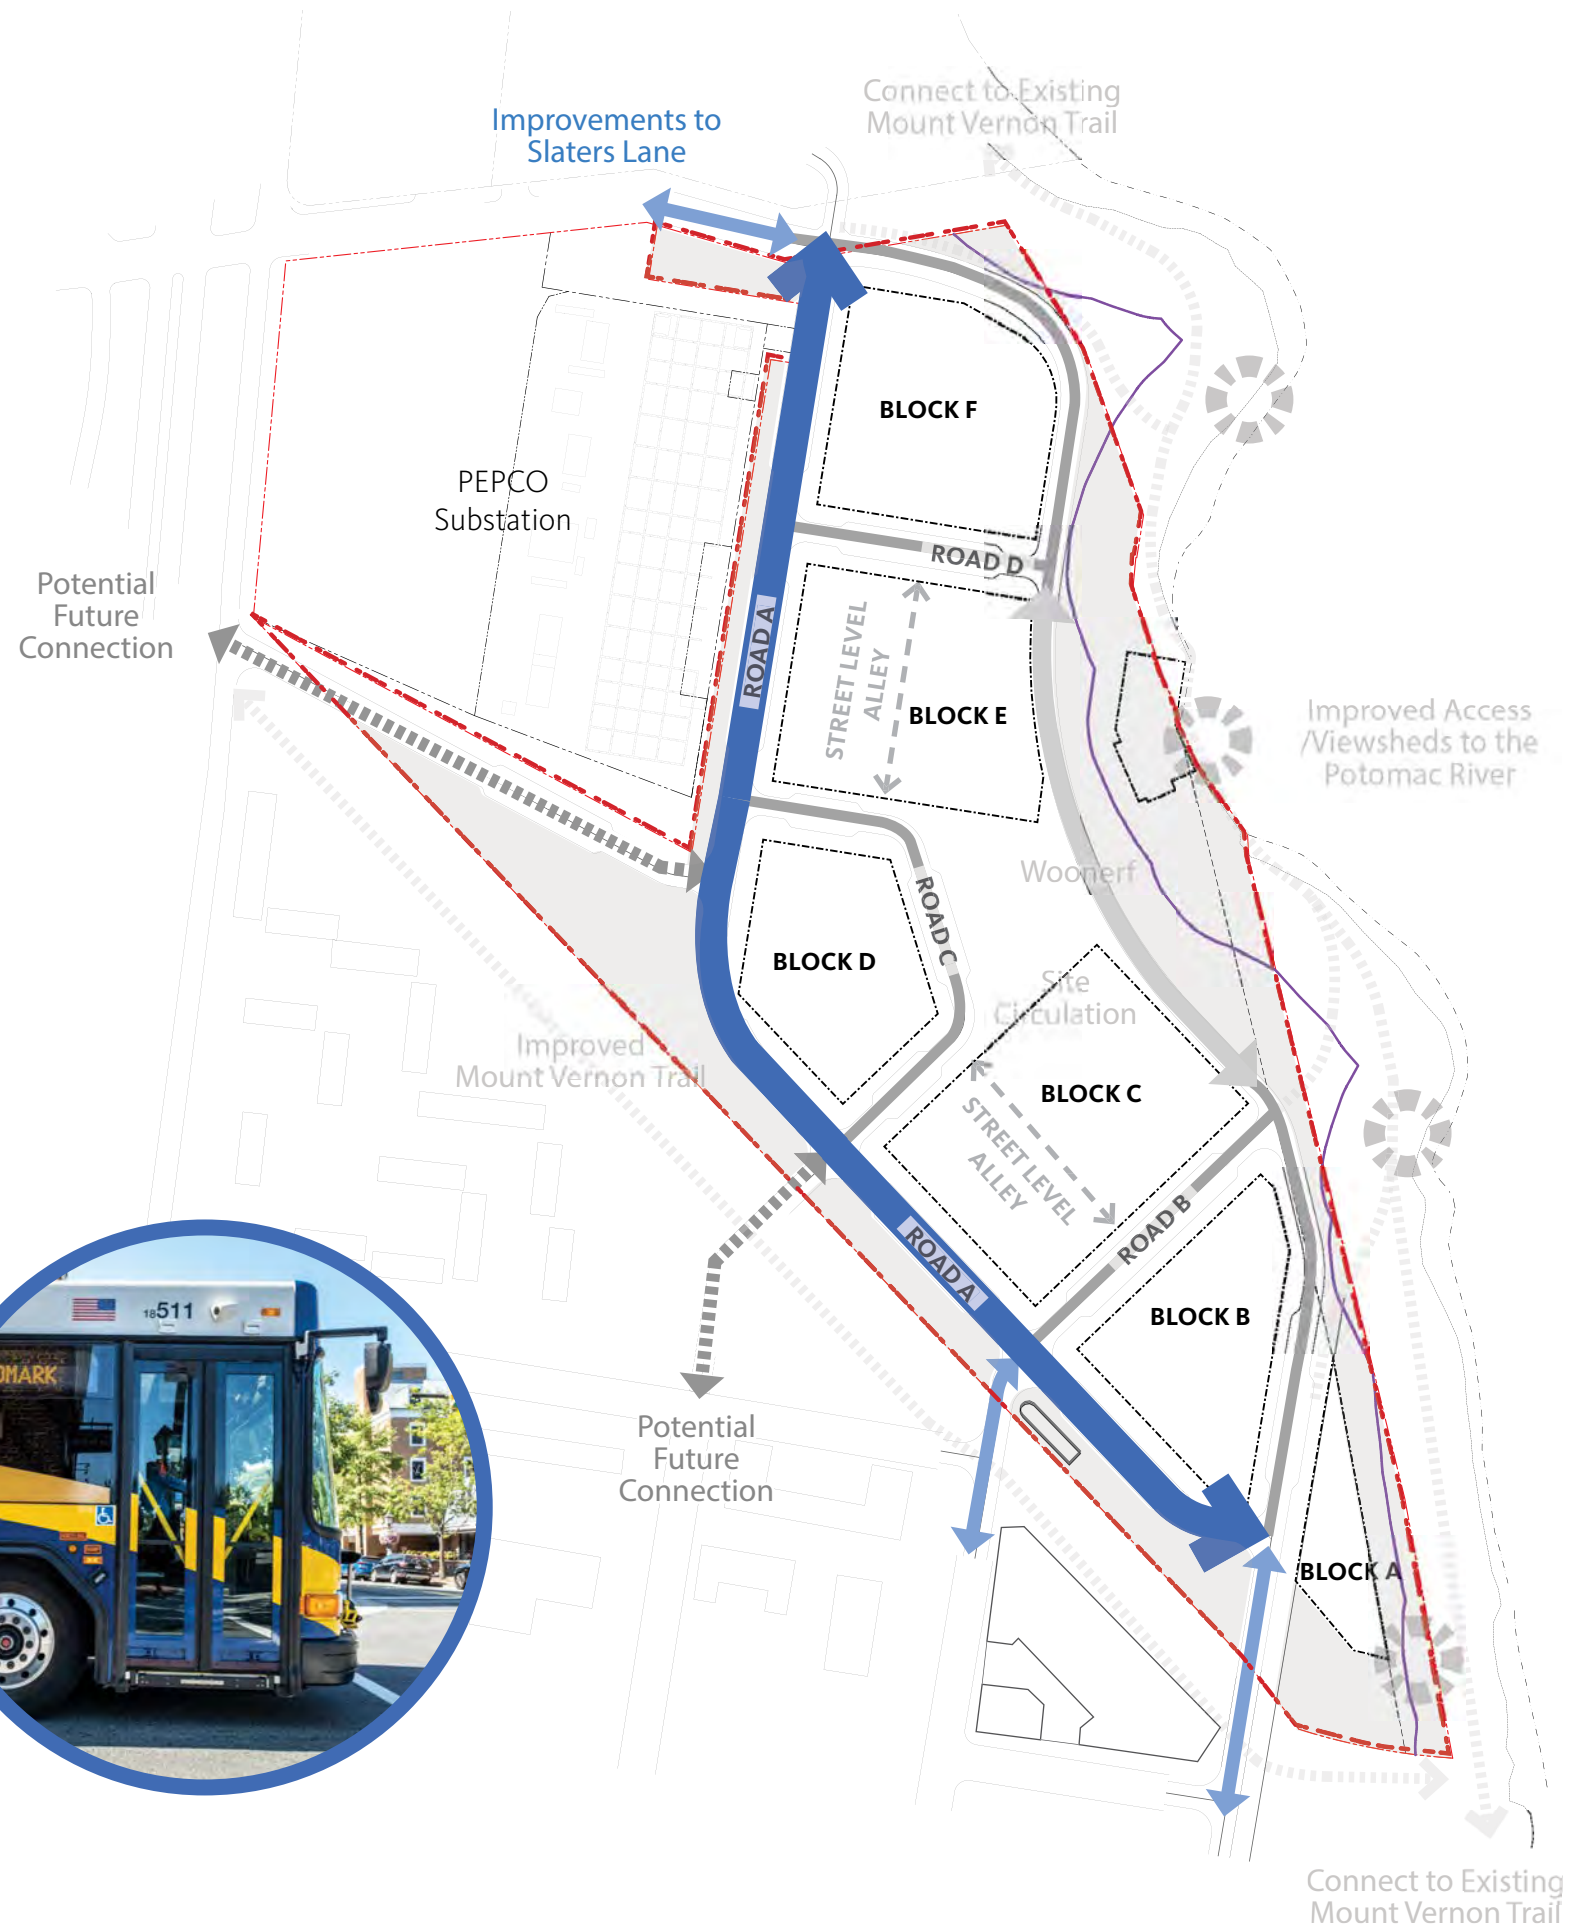 Connect to Existing
Mount Vernon Trail
Improvements to
Slaters Lane
BLOCK F
PEPCO
Substation
ROAD D
Potential
Future
Connection
ROAD A
STREET LEVEL
ALLEY
BLOCK E
Improved Access
/Viewsheds to the
Potomac River
Woonerf
ROAD C
BLOCK D
Site
Circulation
Improved
Mount Vernon Trail
BLOCK C
STREET LEVEL
ALLEY
ROAD B
ROAD A
BLOCK B
18511
DMARK
Potential
Future
Connection
BLOCK A
Connect to Existing
Mount Vernon Trail